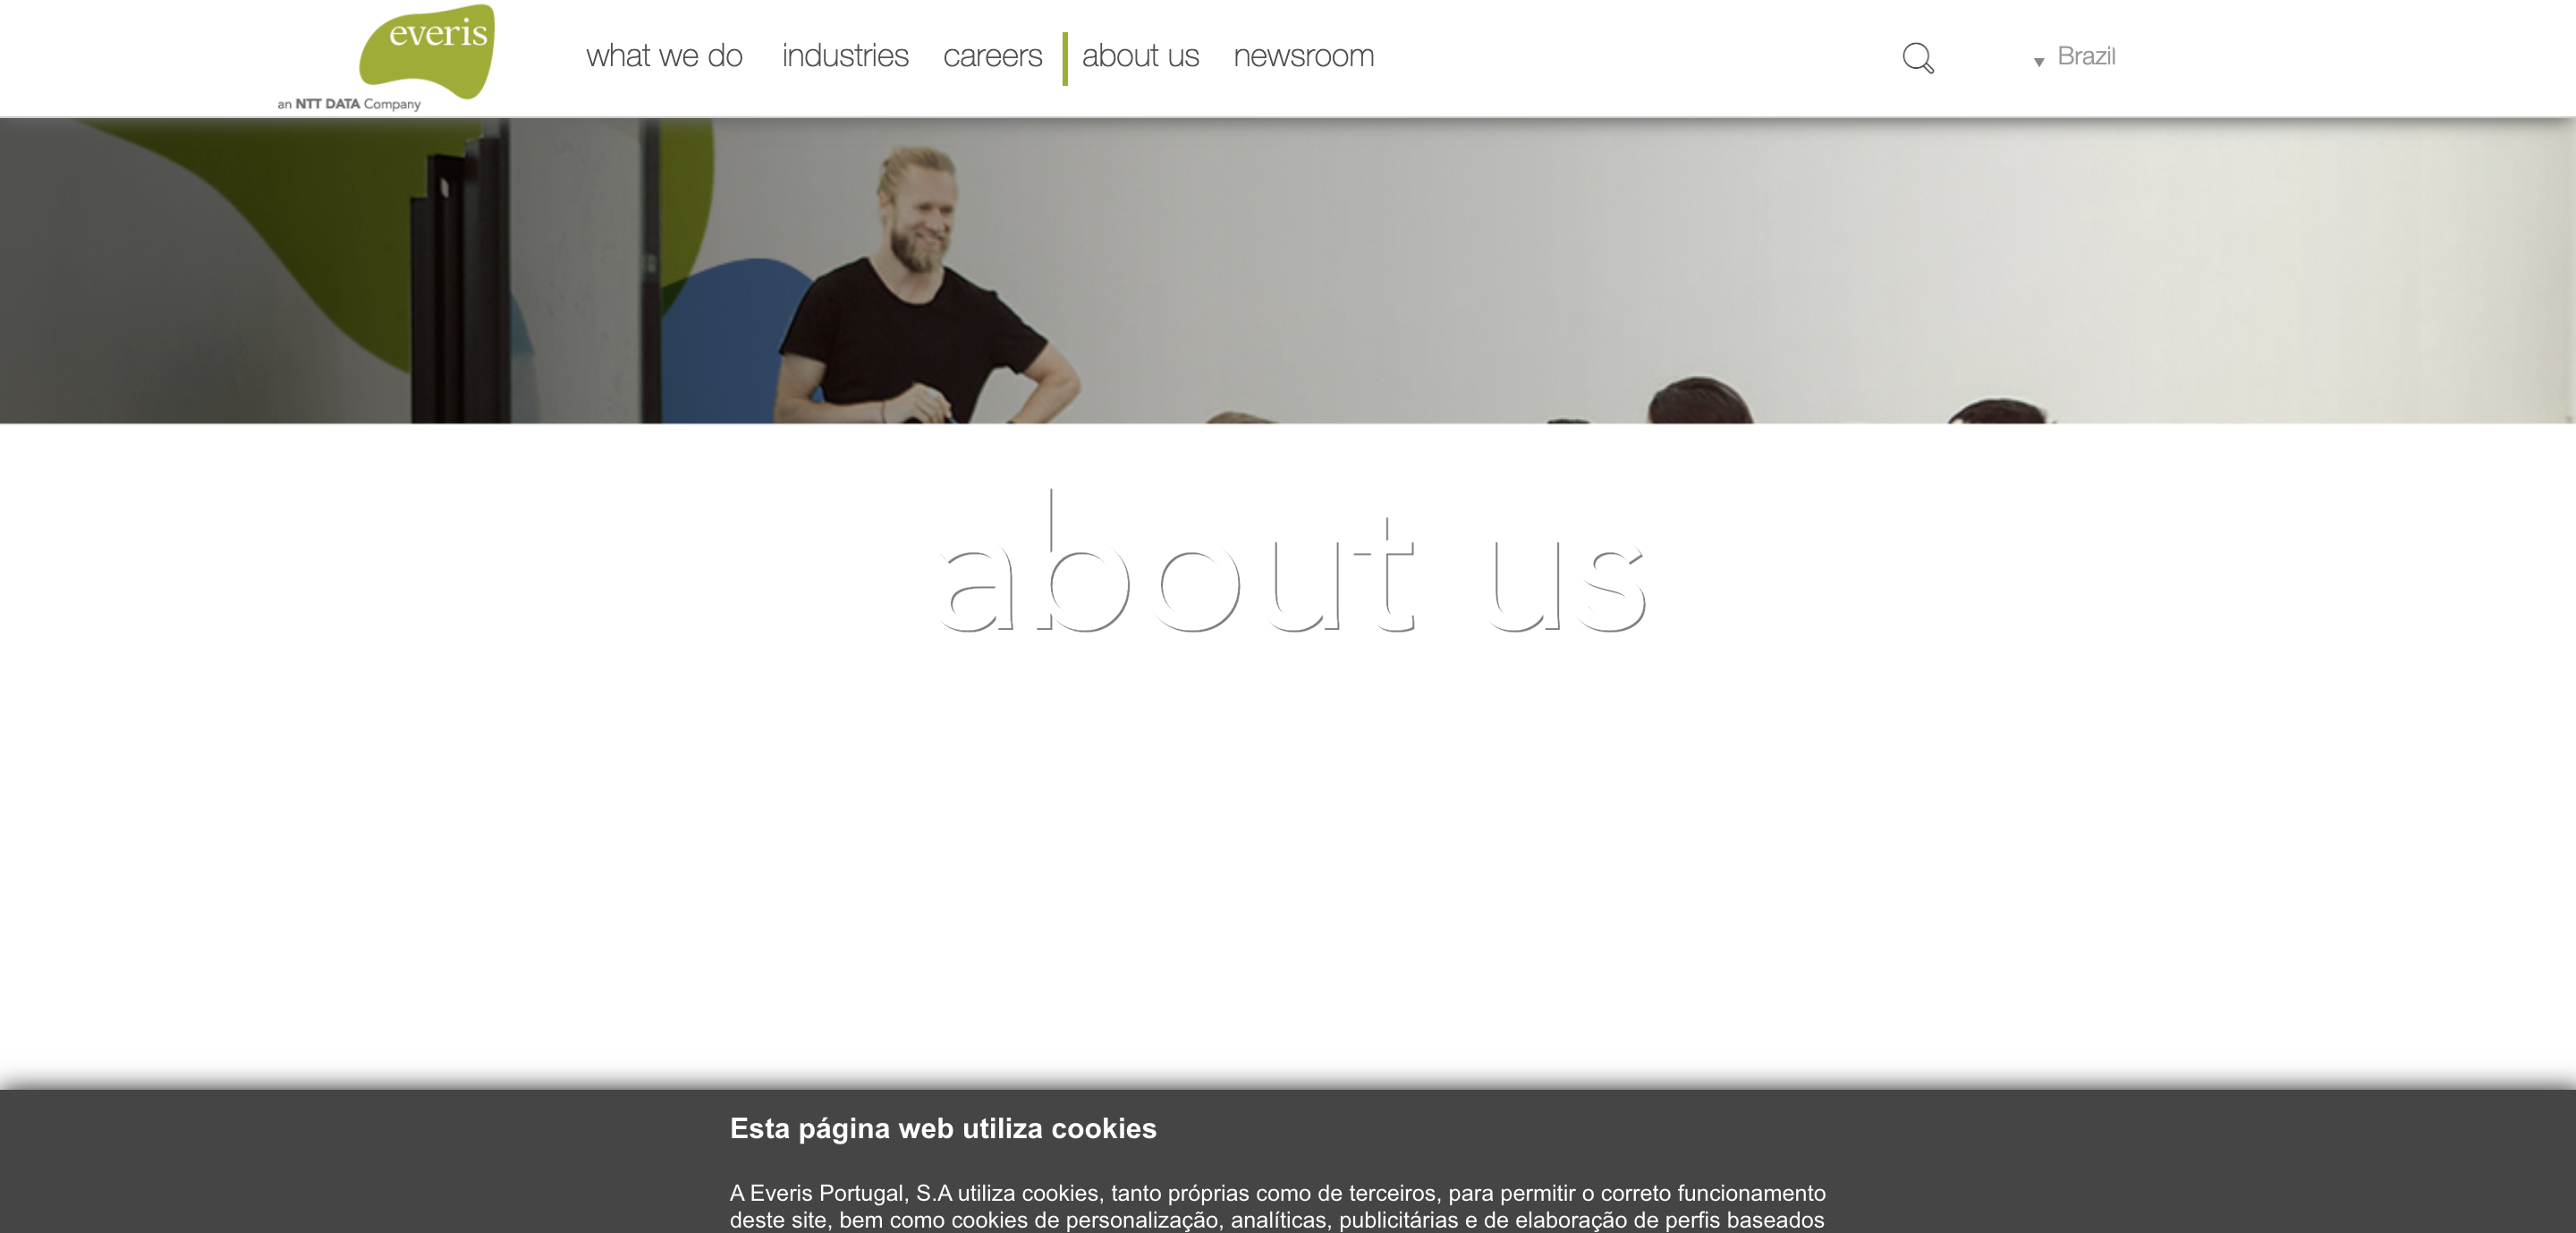 everis
an NTT DATA Company
what we do industries careers about us newsroom
Brazil
about us
Esta página web utiliza cookies
A Everis Portugal, S.A utiliza cookies, tanto próprias como de terceiros, para permitir o correto funcionamento
deste site, bem como cookies de personalização, analíticas, publicitárias e de elaboração de perfis baseados